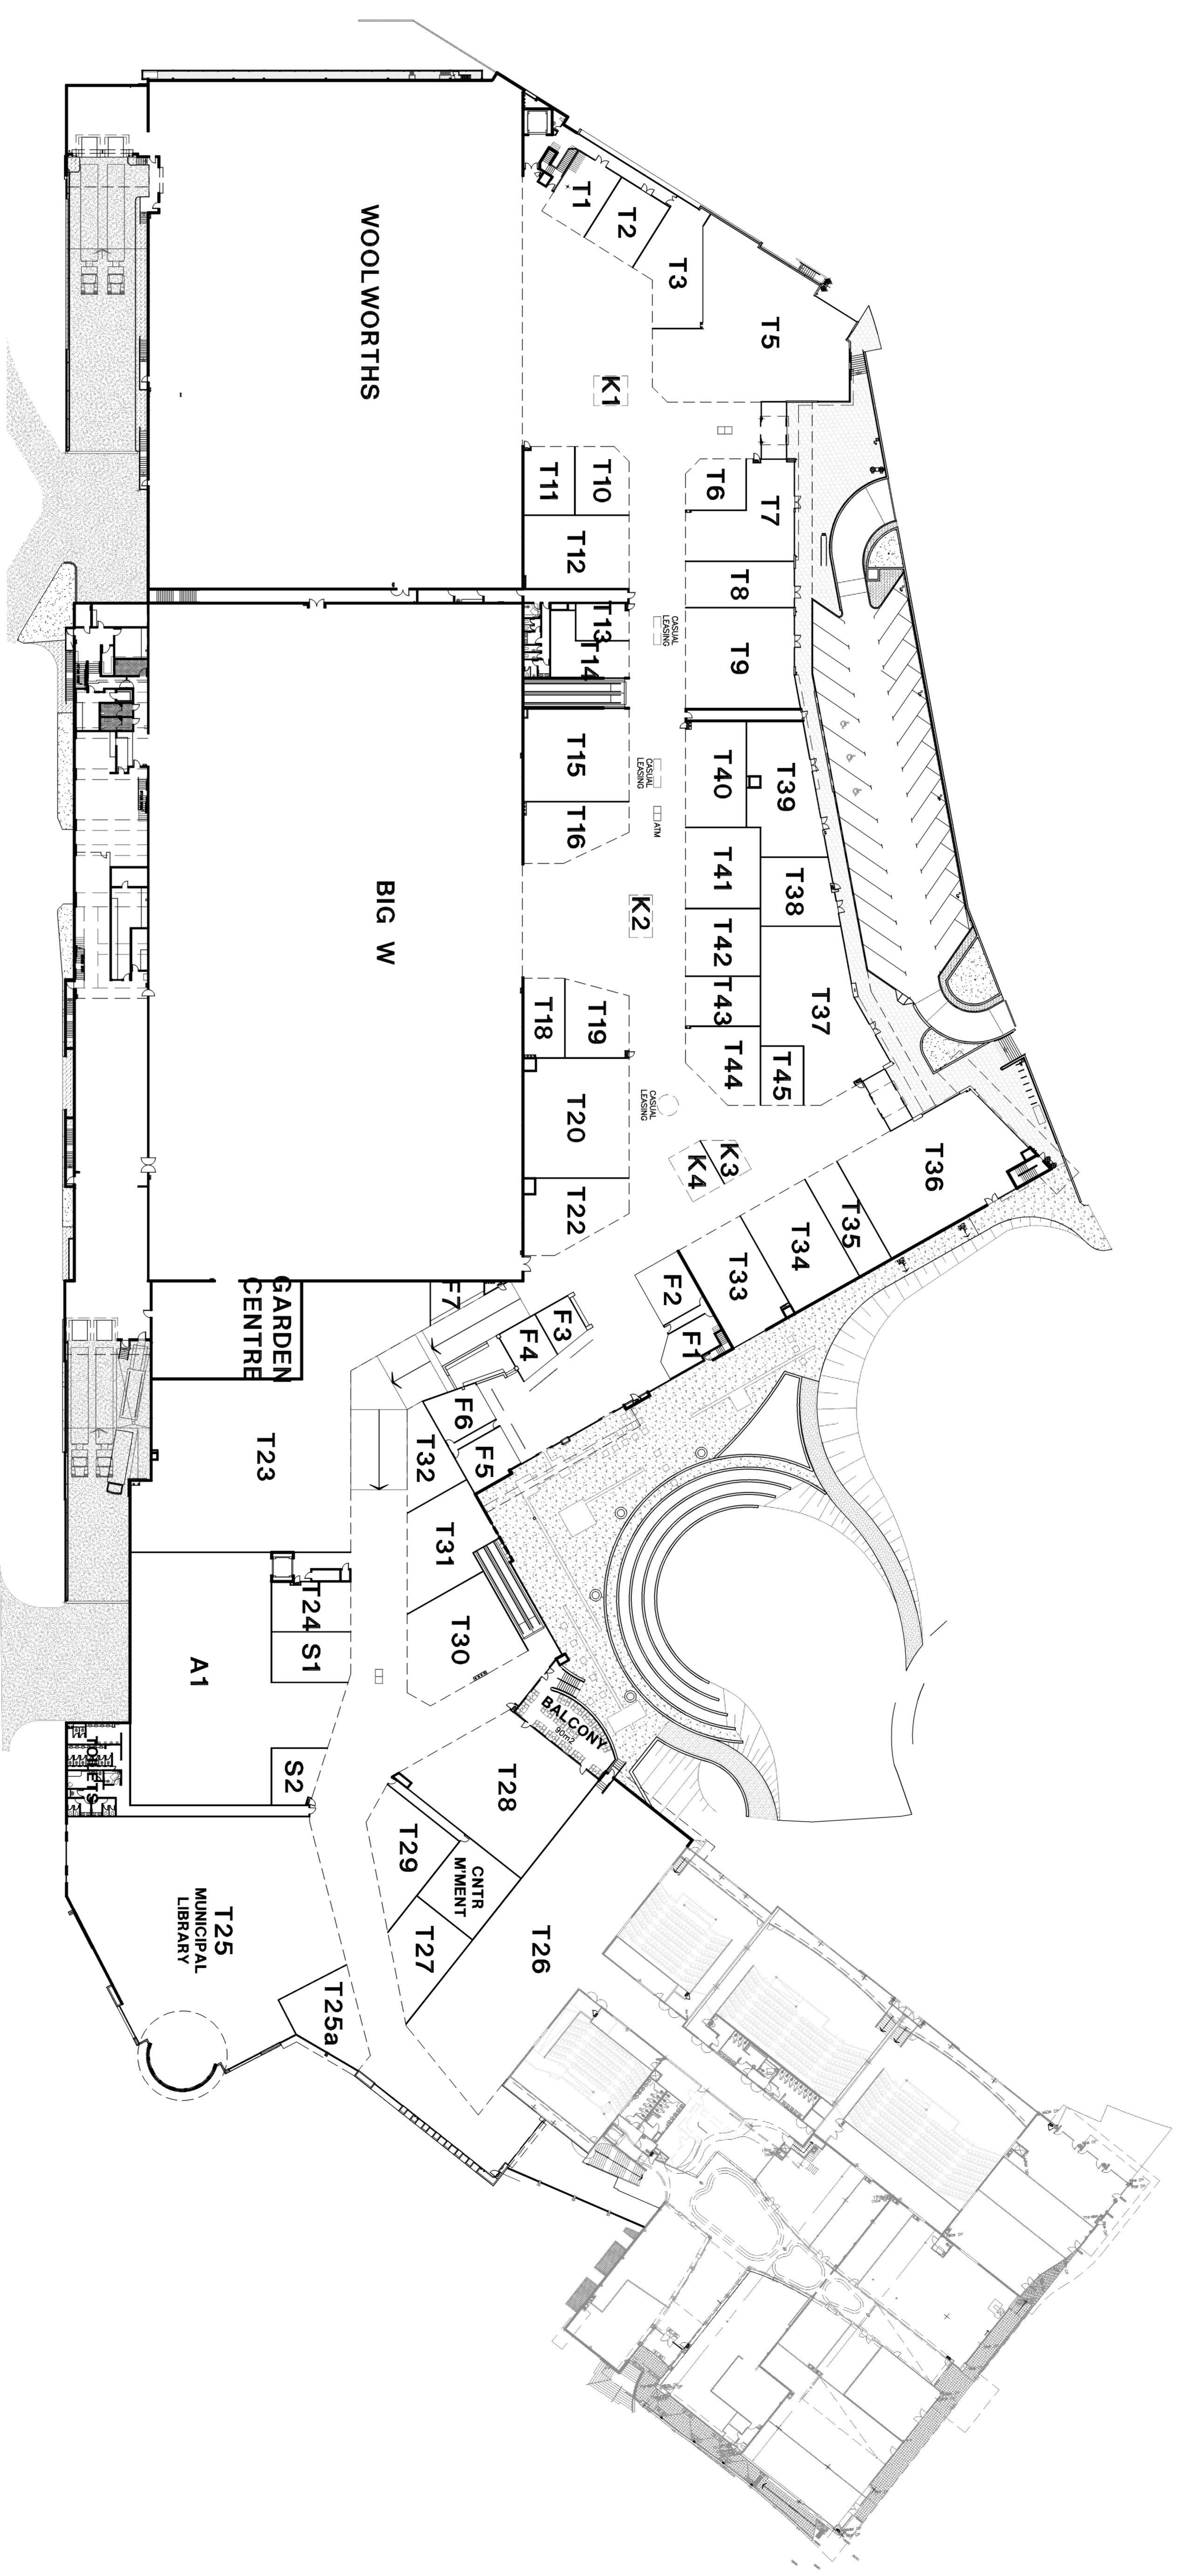 WOOLWORTHS
T1
T2
T3
T5
K1
T11
T10
T6
T7
T12
T8
T13
T14
CASUAL
LEASING
T9
T15
CASUAL
LEASING
T40
T39
T16
ATM
T41
T38
BIG W
K2
T42
T18
T19
T43
T37
T44
T45
T20
CASUAL
LEASING
K3
K4
T36
T22
T35
T34
T33
GARDEN
CENTRE
F7
F2
F1
F3
F4
F6
F5
T23
T32
T31
T24
S1
T30
A1
BALCONY
90m2
S2
T28
TOILETS
T29
CNTR
M'MENT
T27
T25
MUNICIPAL
LIBRARY
T26
T25a